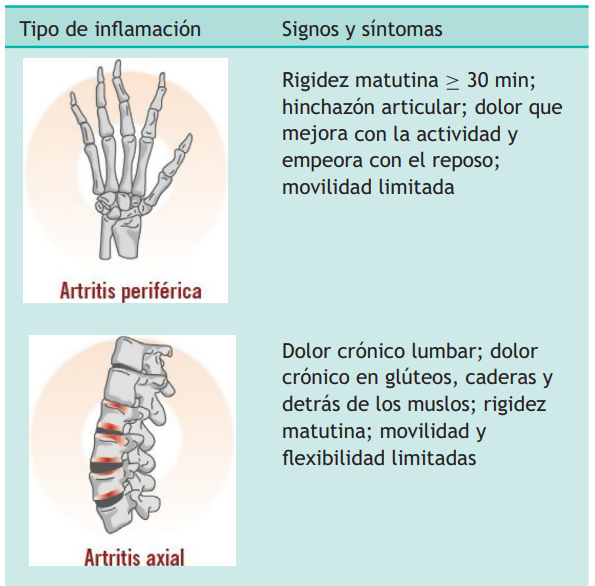 Tipo de inflamación
Signos y síntomas
Rigidez matutina ≥ 30 min;
hinchazón articular; dolor que
mejora con la actividad y
empeora con el reposo;
movilidad limitada
Artritis periférica
Dolor crónico lumbar; dolor
crónico en glúteos, caderas y
detrás de los muslos; rigidez
matutina; movilidad y
flexibilidad limitadas
Artritis axial